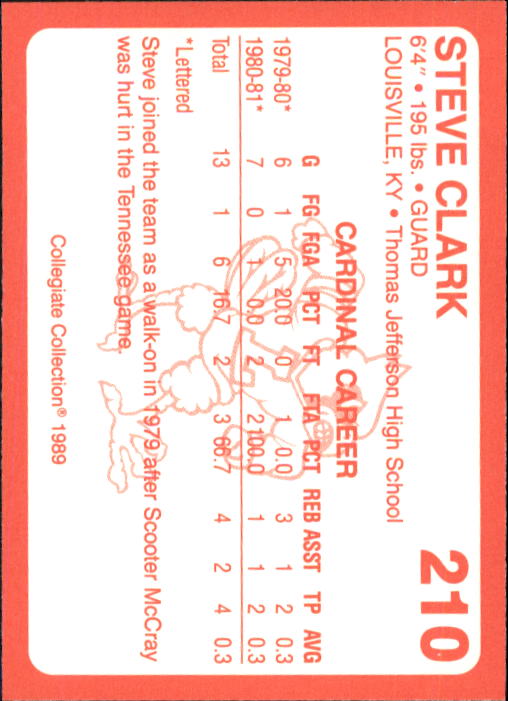 STEVE CLARK 210
6'4" • 195 lbs. • GUARD
LOUISVILLE, KY • Thomas Jefferson High School
CARDINAL CAREER
G FG FGA PCT FT FTA PCT REB ASST TP AVG
1979-80* 6 1 5 20.0 0 1 0.0 3 1 2 0.3
1980-81* 7 0 1 0.0 2 2 100.0 1 1 2 0.3
Total 13 1 6 16.7 2 3 66.7 4 2 4 0.3
*Lettered
Steve joined the team as a walk-on in 1979 after Scooter McCray
was hurt in the Tennessee game.
Collegiate Collection® 1989